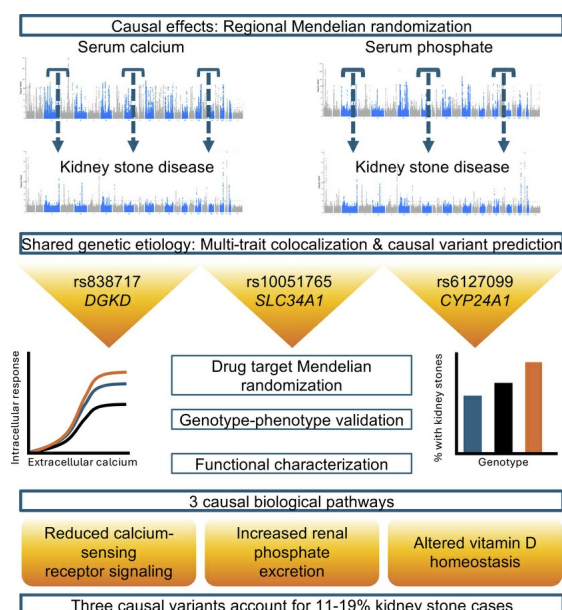 Causal effects: Regional Mendelian randomization
Serum calcium
Serum phosphate
Kidney stone disease
Kidney stone disease
Shared genetic etiology: Multi-trait colocalization & causal variant prediction
rs838717
DGKD
rs10051765
SLC34A1
rs6127099
CYP24A1
Intracellular response
Extracellular calcium
Drug target Mendelian
randomization
Genotype-phenotype validation
Functional characterization
% with kidney stones
Genotype
3 causal biological pathways
Reduced calcium-
sensing
receptor signaling
Increased renal
phosphate
excretion
Altered vitamin D
homeostasis
Three causal variants account for 11-19% kidney stone cases